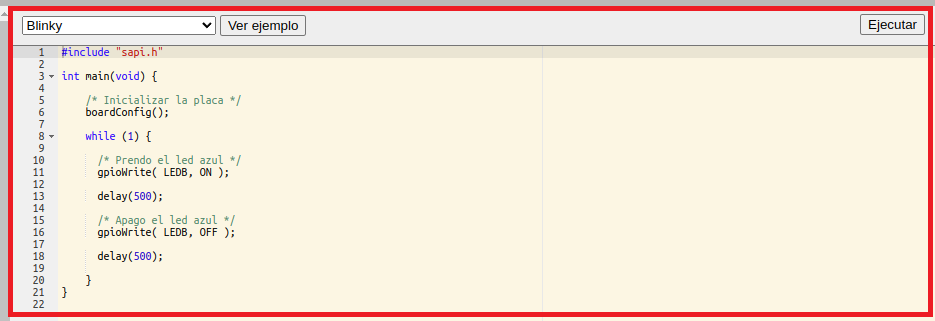 Blinky Ver ejemplo Ejecutar
1 #include "sapi.h"
2
3 int main(void) {
4
5 /* Inicializar la placa */
6 boardConfig();
7
8 while (1) {
9
10 /* Prendo el led azul */
11 gpioWrite( LEDB, ON );
12
13 delay(500);
14
15 /* Apago el led azul */
16 gpioWrite( LEDB, OFF );
17
18 delay(500);
19
20 }
21 }
22